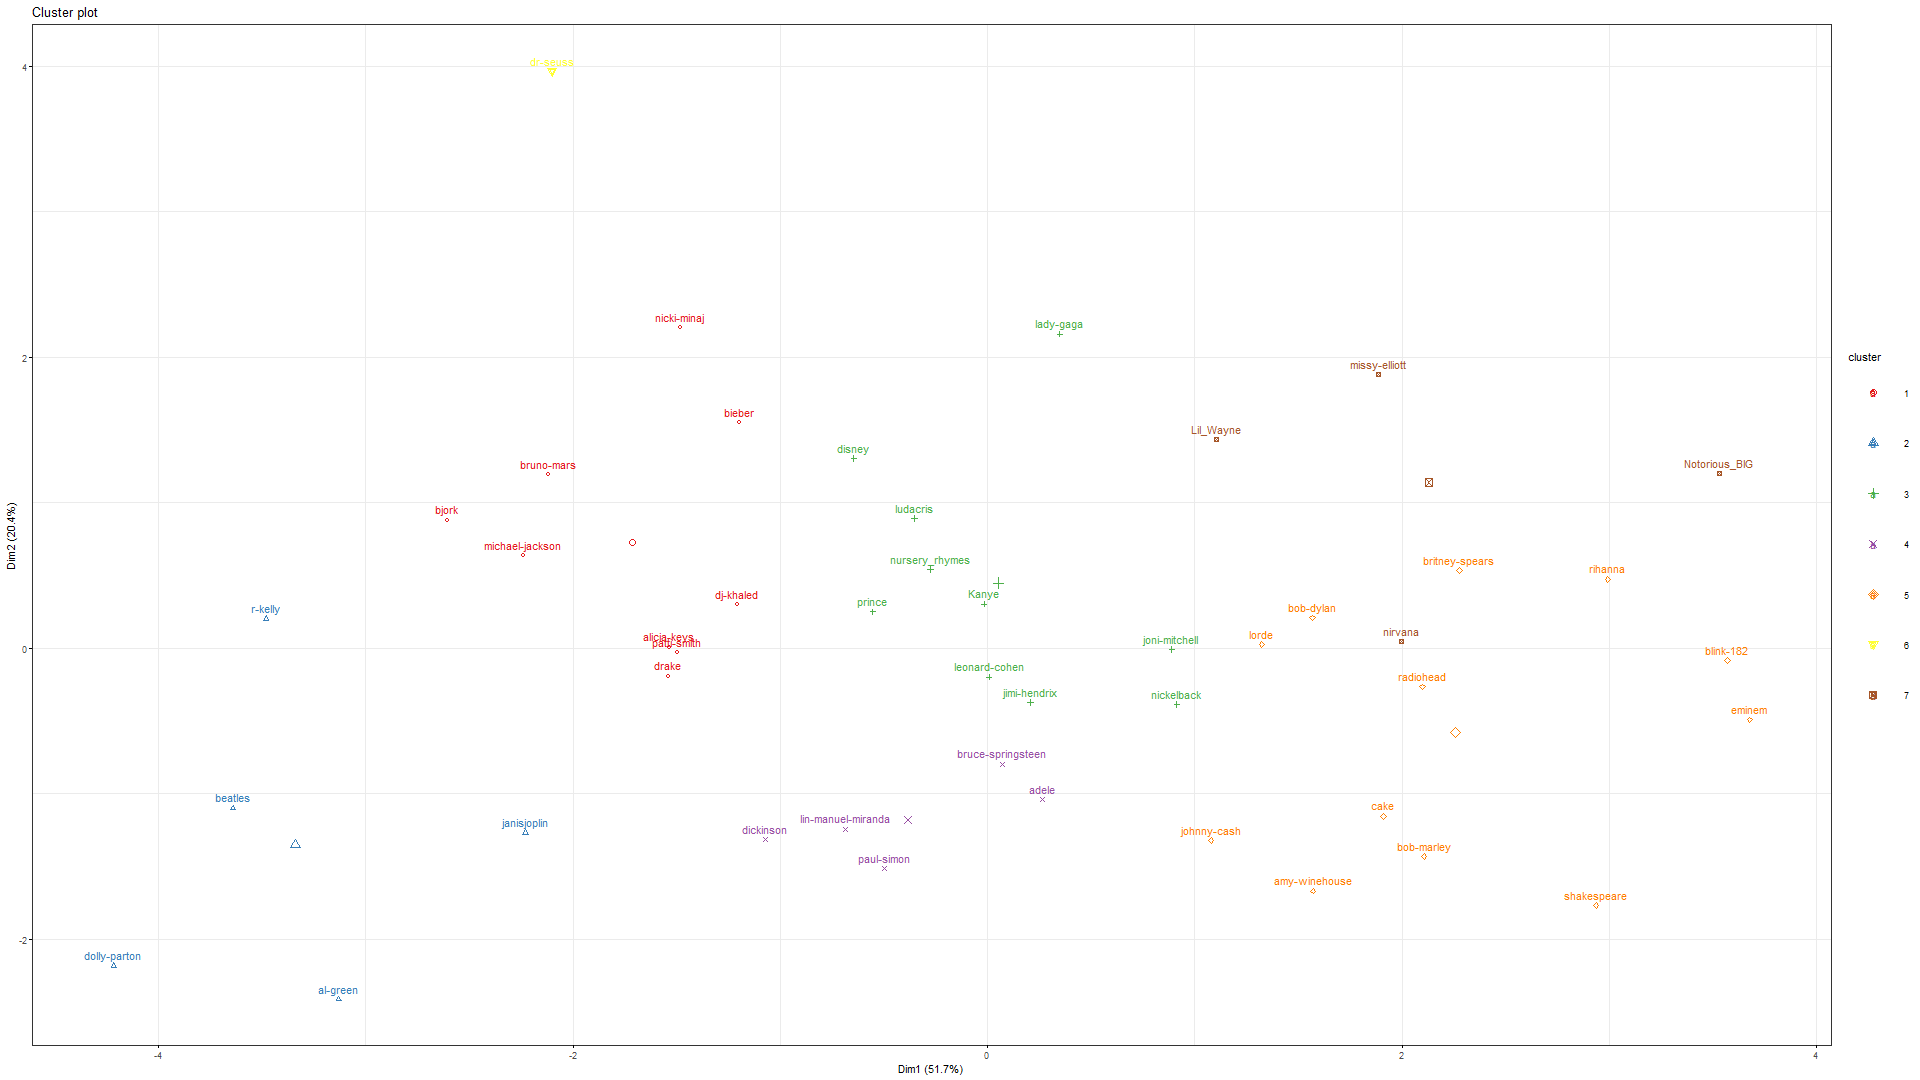 Cluster plot
dr-seuss
nicki-minaj
lady-gaga
missy-elliott
bieber
Lil_Wayne
disney
bruno-mars
Notorious_BIG
bjork
ludacris
michael-jackson
nursery_rhymes
britney-spears
rihanna
dj-khaled
Kanye
prince
r-kelly
bob-dylan
alicia-keys
patti-smith
joni-mitchell
lorde
nirvana
blink-182
drake
leonard-cohen
radiohead
jimi-hendrix
nickelback
eminem
bruce-springsteen
adele
beatles
cake
janisjoplin
dickinson
lin-manuel-miranda
johnny-cash
bob-marley
paul-simon
amy-winehouse
shakespeare
dolly-parton
al-green
4
2
0
-2
Dim2 (20.4%)
-4
-2
0
2
4
Dim1 (51.7%)
cluster
1
2
3
4
5
6
7